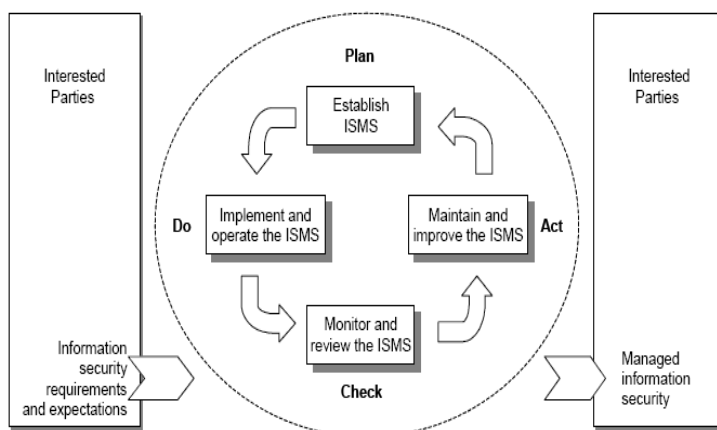 Interested
Parties
Information
security
requirements
and expectations
Plan
Establish
ISMS
Do
Implement and
operate the ISMS
Maintain and
improve the ISMS
Act
Monitor and
review the ISMS
Check
Interested
Parties
Managed
information
security